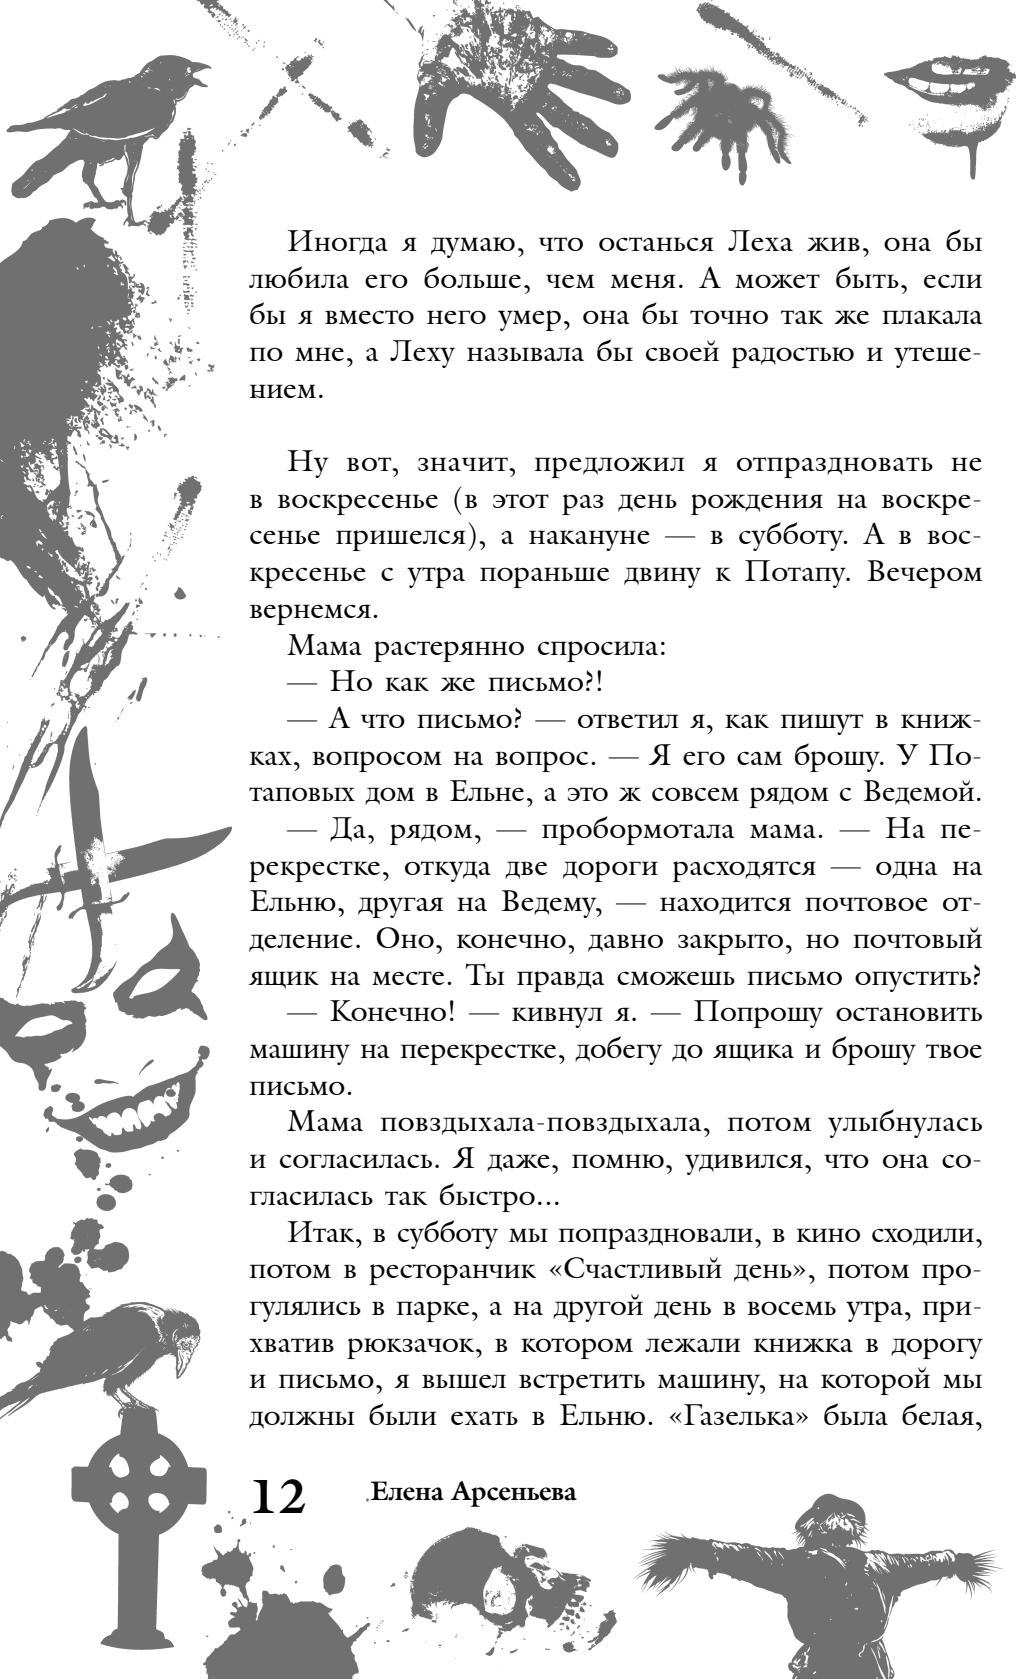 Иногда я думаю, что останься Леха жив, она бы
любила его больше, чем меня. А может быть, если
бы я вместо него умер, она бы точно так же плакала
по мне, а Леху называла бы своей радостью и утеше-
нием.
Ну вот, значит, предложил я отпраздновать не
в воскресенье (в этот раз день рождения на воскре-
сенье пришелся), а накануне — в субботу. А в вос-
кресенье с утра пораньше двину к Потапу. Вечером
вернемся.
Мама растерянно спросила:
— Но как же письмо?!
— А что письмо? — ответил я, как пишут в книж-
ках, вопросом на вопрос. — Я его сам брошу. У По-
таповых дом в Ельне, а это ж совсем рядом с Ведемой.
— Да, рядом, — пробормотала мама. — На пе-
рекрестке, откуда две дороги расходятся — одна на
Ельню, другая на Ведему, — находится почтовое от-
деление. Оно, конечно, давно закрыто, но почтовый
ящик на месте. Ты правда сможешь письмо опустить?
— Конечно! — кивнул я. — Попрошу остановить
машину на перекрестке, добегу до ящика и брошу твое
письмо.
Мама повздыхала-повздыхала, потом улыбнулась
и согласилась. Я даже, помню, удивился, что она со-
гласилась так быстро...
Итак, в субботу мы попраздновали, в кино сходили,
потом в ресторанчик «Счастливый день», потом про-
гулялись в парке, а на другой день в восемь утра, при-
хватив рюкзачок, в котором лежали книжка в дорогу
и письмо, я вышел встретить машину, на которой мы
должны были ехать в Ельню. «Газелька» была белая,
12 Елена Арсеньева